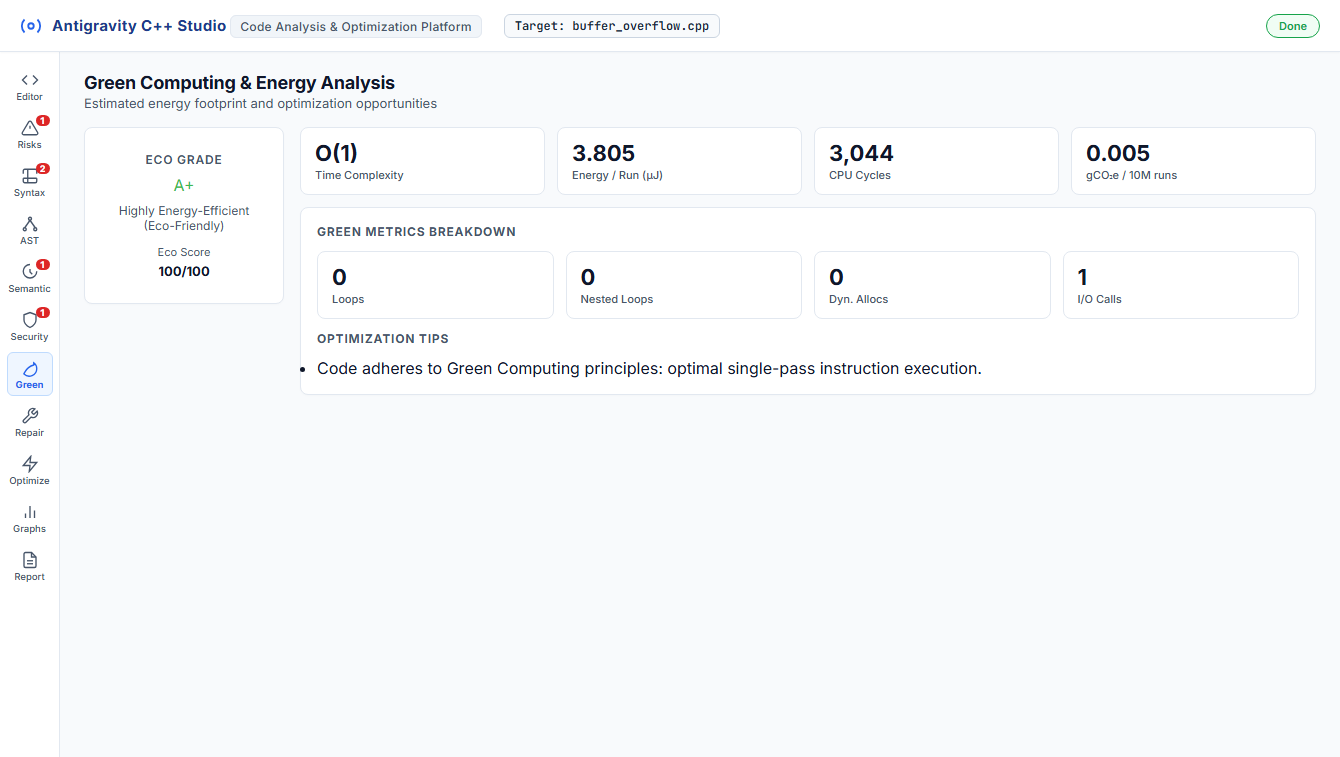 Antigravity C++ Studio
Code Analysis & Optimization Platform
Target: buffer_overflow.cpp
Done
Editor
1
Risks
2
Syntax
AST
1
Semantic
1
Security
Green
Repair
Optimize
Graphs
Report
Green Computing & Energy Analysis
Estimated energy footprint and optimization opportunities
ECO GRADE
A+
Highly Energy-Efficient
(Eco-Friendly)
Eco Score
100/100
O(1)
Time Complexity
3.805
Energy / Run (µJ)
3,044
CPU Cycles
0.005
gCO₂e / 10M runs
GREEN METRICS BREAKDOWN
0
Loops
0
Nested Loops
0
Dyn. Allocs
1
I/O Calls
OPTIMIZATION TIPS
• Code adheres to Green Computing principles: optimal single-pass instruction execution.